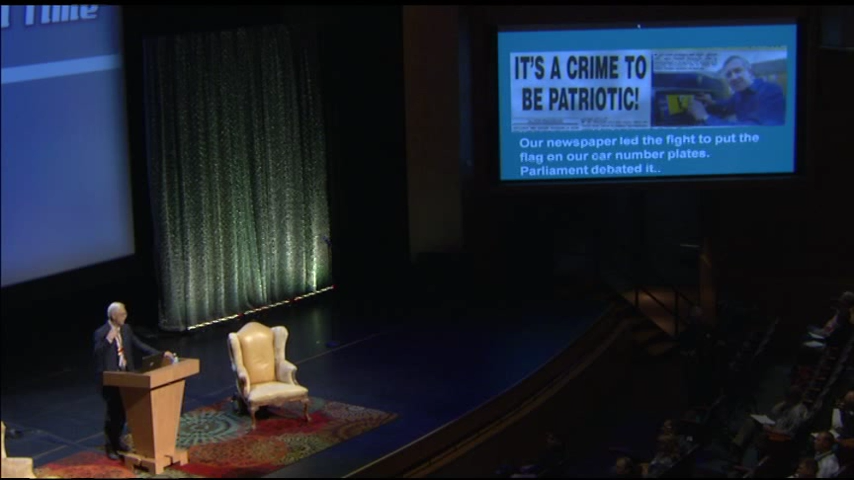 Time
IT'S A CRIME TO
BE PATRIOTIC!
Our newspaper led the fight to put the
flag on our car number plates.
Parliament debated it..